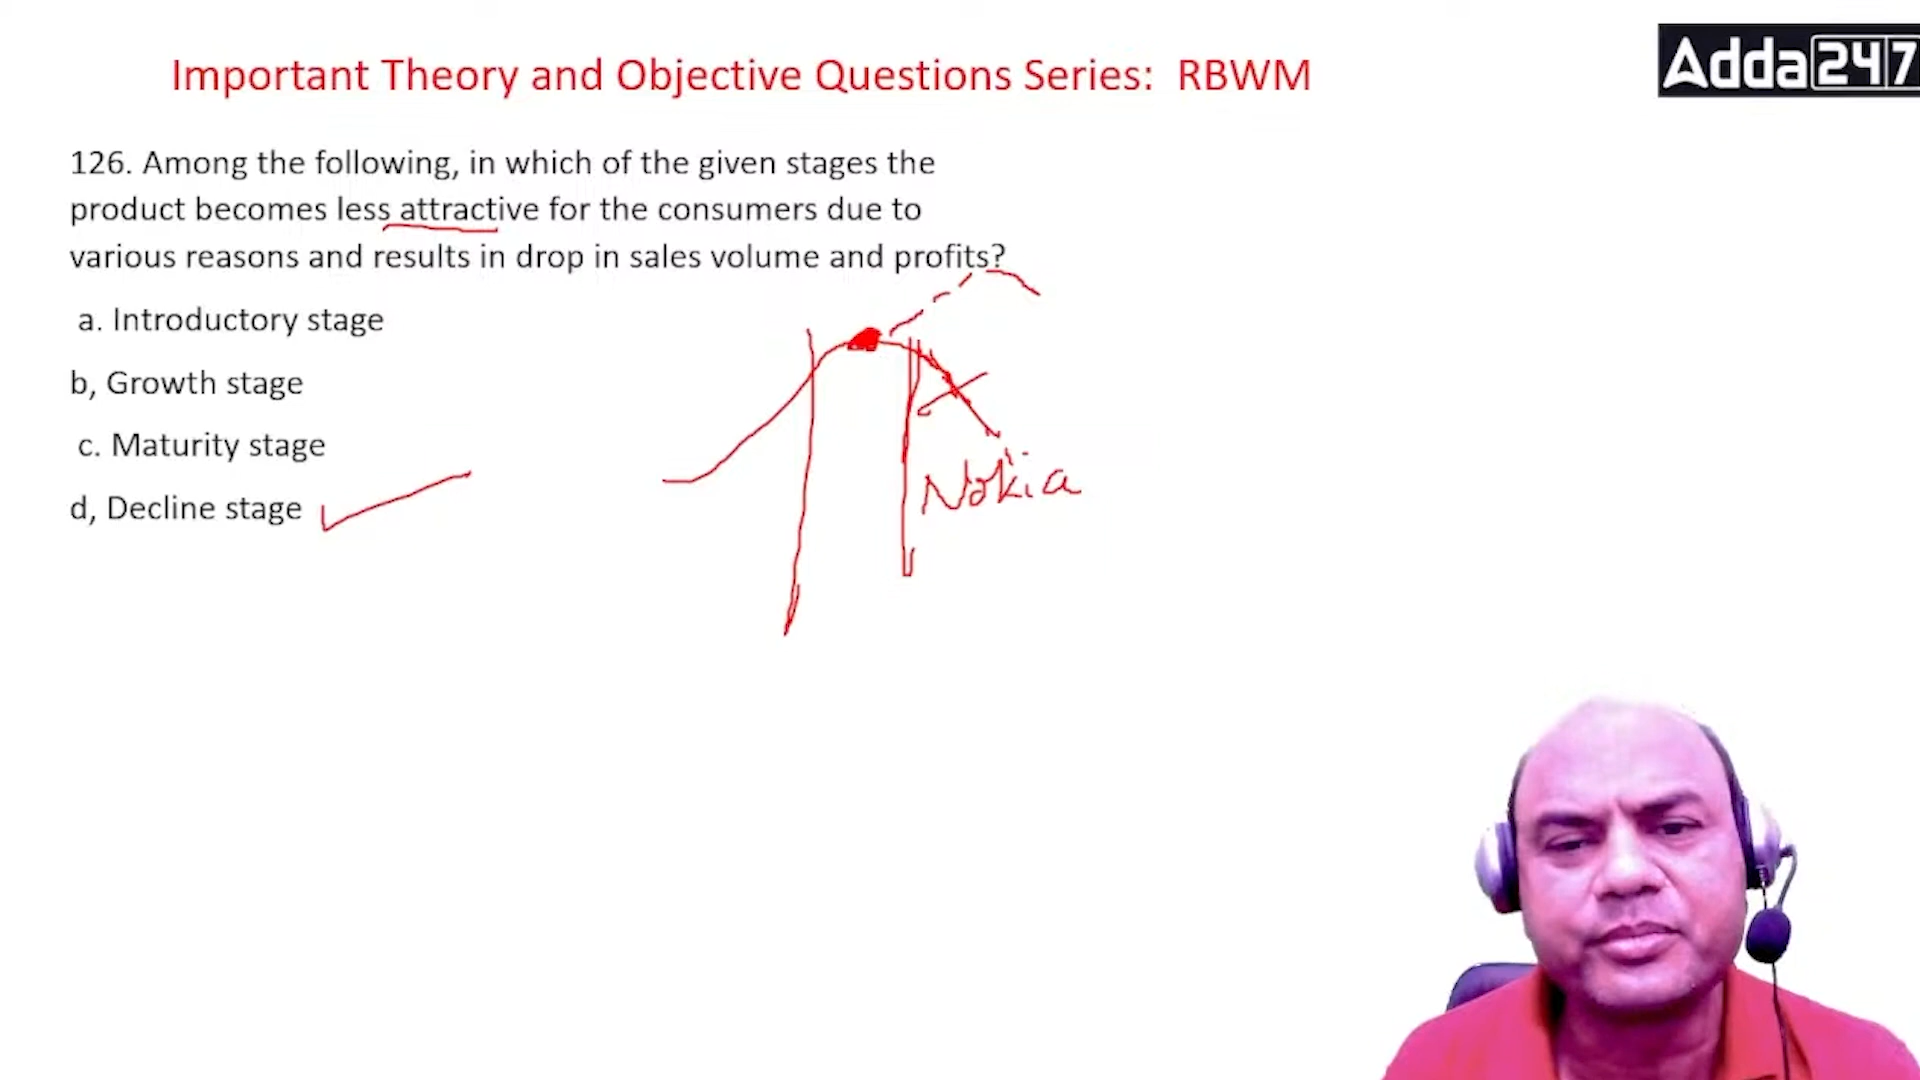 Important Theory and Objective Questions Series: RBWM
Adda247
126. Among the following, in which of the given stages the
product becomes less attractive for the consumers due to
various reasons and results in drop in sales volume and profits?
a. Introductory stage
b, Growth stage
c. Maturity stage
d, Decline stage
Nokia